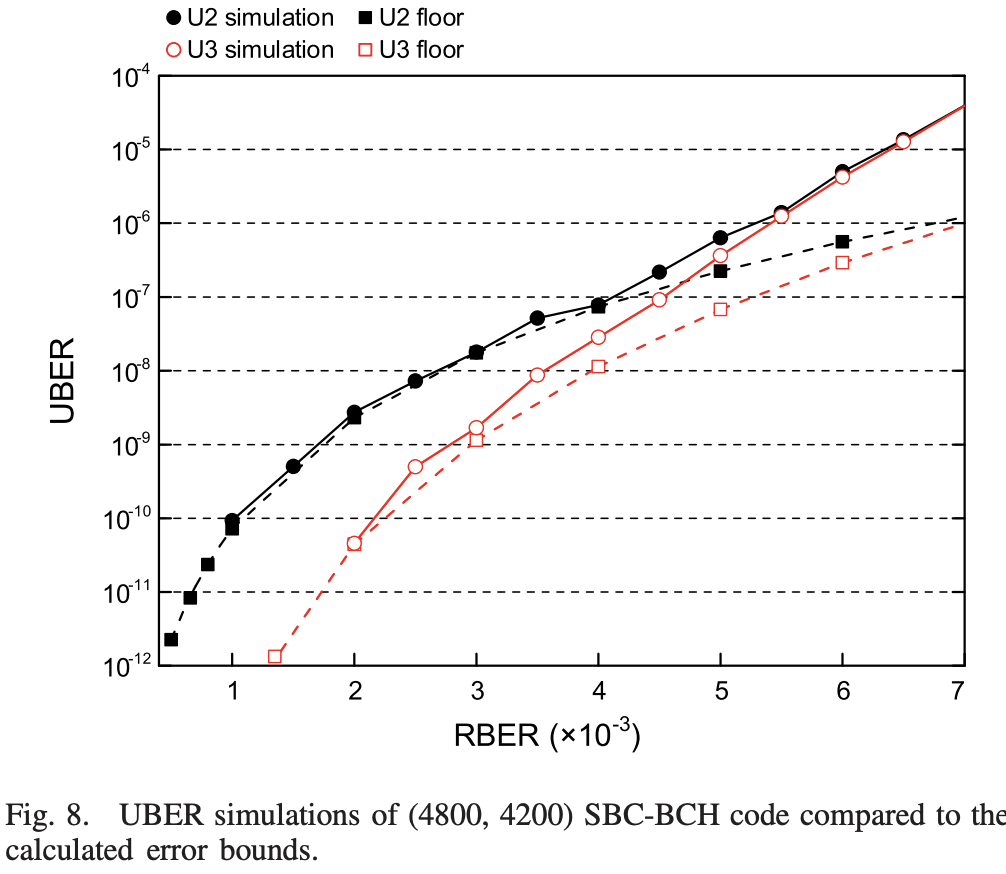 U2 simulation U2 floor
U3 simulation U3 floor
10-4
10-5
10-6
10-7
10-8
10-9
10-10
10-11
10-12
UBER
1 2 3 4 5 6 7
RBER (×10-3)
Fig. 8. UBER simulations of (4800, 4200) SBC-BCH code compared to the
calculated error bounds.